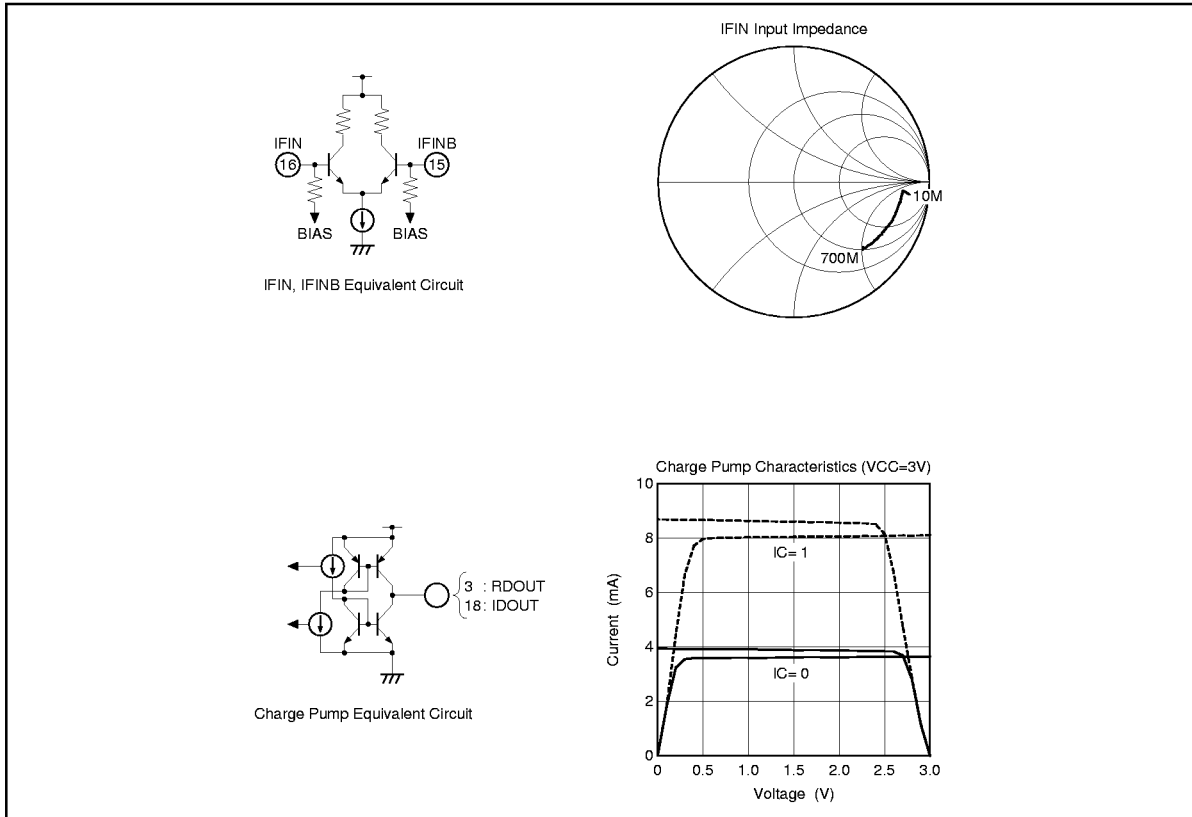 IFIN Input Impedance
IFIN
IFINB
16
15
BIAS
BIAS
IFIN, IFINB Equivalent Circuit
10M
700M
3 : RDOUT
18 : IDOUT
Charge Pump Equivalent Circuit
Charge Pump Characteristics (VCC=3V)
10
8
6
4
2
0
Current (mA)
IC= 1
IC= 0
0
0.5
1.0
1.5
2.0
2.5
3.0
Voltage (V)